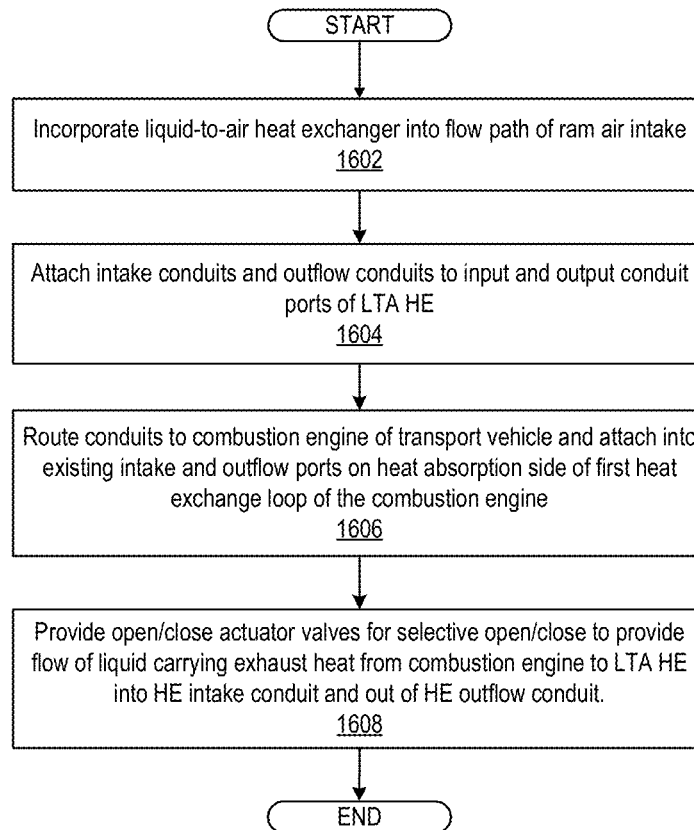 START
Incorporate liquid-to-air heat exchanger into flow path of ram air intake
1602
Attach intake conduits and outflow conduits to input and output conduit
ports of LTA HE
1604
Route conduits to combustion engine of transport vehicle and attach into
existing intake and outflow ports on heat absorption side of first heat
exchange loop of the combustion engine
1606
Provide open/close actuator valves for selective open/close to provide
flow of liquid carrying exhaust heat from combustion engine to LTA HE
into HE intake conduit and out of HE outflow conduit.
1608
END